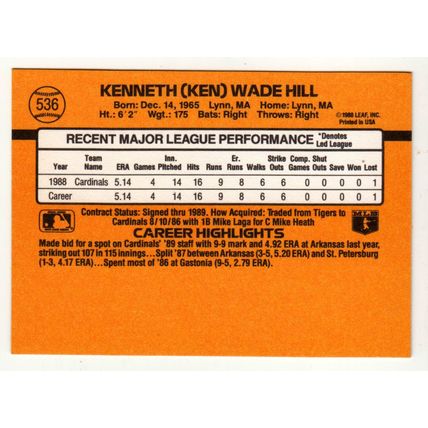 536
KENNETH (KEN) WADE HILL
Born: Dec. 14, 1965 Lynn, MA Home: Lynn, MA
Ht.: 6'2" Wgt.: 175 Bats: Right Throws: Right
©1988 LEAF, INC.
Printed in USA
RECENT MAJOR LEAGUE PERFORMANCE *Denotes Led League
Year Team Name ERA Games Inn. Pitched Hits Runs Er. Runs Walks Strike Outs Comp. Games Shut Outs Save Won Lost
1988 Cardinals 5.14 4 14 16 9 8 6 6 0 0 0 0 1
Career 5.14 4 14 16 9 8 6 6 0 0 0 0 1
Contract Status: Signed thru 1989. How Acquired: Traded from Tigers to
Cardinals 8/10/86 with 1B Mike Laga for C Mike Heath
CAREER HIGHLIGHTS
Made bid for a spot on Cardinals' '89 staff with 9-9 mark and 4.92 ERA at Arkansas last year,
striking out 107 in 115 innings...Split '87 between Arkansas (3-5, 5.20 ERA) and St. Petersburg
(1-3, 4.17 ERA)...Spent most of '86 at Gastonia (9-5, 2.79 ERA).